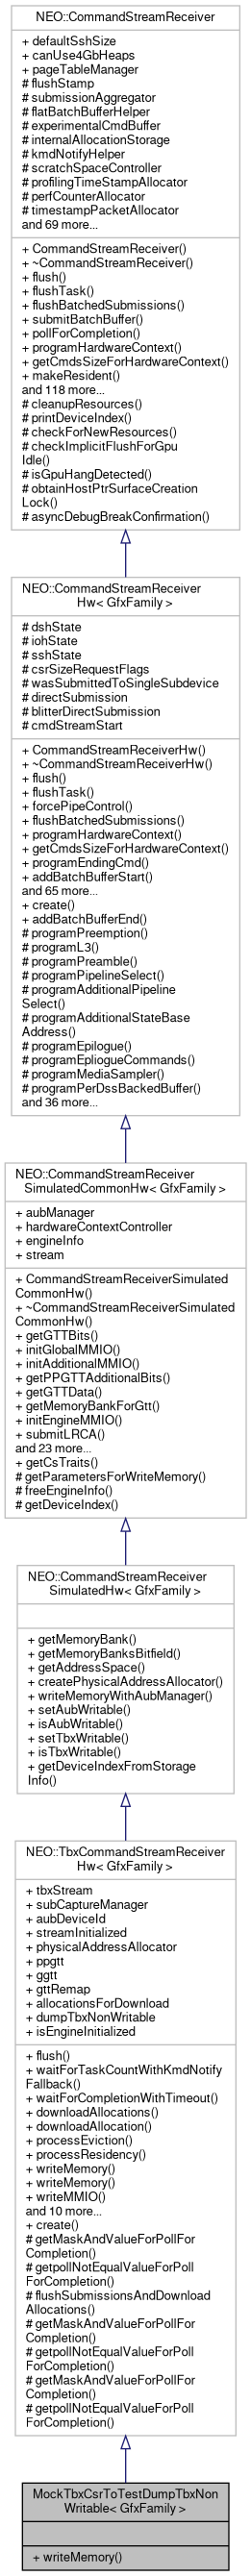 NEO::CommandStreamReceiver
+ defaultSshSize
+ canUse4GbHeaps
+ pageTableManager
# flushStamp
# submissionAggregator
# flatBatchBufferHelper
# experimentalCmdBuffer
# internalAllocationStorage
# kmdNotifyHelper
# scratchSpaceController
# profilingTimeStampAllocator
# perfCounterAllocator
# timestampPacketAllocator
and 69 more...
+ CommandStreamReceiver()
+ ~CommandStreamReceiver()
+ flush()
+ flushTask()
+ flushBatchedSubmissions()
+ submitBatchBuffer()
+ pollForCompletion()
+ programHardwareContext()
+ getCmdsSizeForHardwareContext()
+ makeResident()
and 118 more...
# cleanupResources()
# printDeviceIndex()
# checkForNewResources()
# checkImplicitFlushForGpu
Idle()
# isGpuHangDetected()
# obtainHostPtrSurfaceCreation
Lock()
# asyncDebugBreakConfirmation()
NEO::CommandStreamReceiver
Hw< GfxFamily >
# dshState
# iohState
# sshState
# csrSizeRequestFlags
# wasSubmittedToSingleSubdevice
# directSubmission
# blitterDirectSubmission
# cmdStreamStart
+ CommandStreamReceiverHw()
+ ~CommandStreamReceiverHw()
+ flush()
+ flushTask()
+ forcePipeControl()
+ flushBatchedSubmissions()
+ programHardwareContext()
+ getCmdsSizeForHardwareContext()
+ programEndingCmd()
+ addBatchBufferStart()
and 65 more...
+ create()
+ addBatchBufferEnd()
# programPreemption()
# programL3()
# programPreamble()
# programPipelineSelect()
# programAdditionalPipeline
Select()
# programAdditionalStateBase
Address()
# programEpilogue()
# programEpliogueCommands()
# programMediaSampler()
# programPerDssBackedBuffer()
and 36 more...
NEO::CommandStreamReceiver
SimulatedCommonHw< GfxFamily >
+ aubManager
+ hardwareContextController
+ engineInfo
+ stream
+ CommandStreamReceiverSimulated
CommonHw()
+ ~CommandStreamReceiverSimulated
CommonHw()
+ getGTTBits()
+ initGlobalMMIO()
+ initAdditionalMMIO()
+ getPPGTTAdditionalBits()
+ getGTTData()
+ getMemoryBankForGtt()
+ initEngineMMIO()
+ submitLRCA()
and 23 more...
+ getCsTraits()
# getParametersForWriteMemory()
# freeEngineInfo()
# getDeviceIndex()
NEO::CommandStreamReceiver
SimulatedHw< GfxFamily >
+ getMemoryBank()
+ getMemoryBanksBitfield()
+ getAddressSpace()
+ createPhysicalAddressAllocator()
+ writeMemoryWithAubManager()
+ setAubWritable()
+ isAubWritable()
+ setTbxWritable()
+ isTbxWritable()
+ getDeviceIndexFromStorage
Info()
NEO::TbxCommandStreamReceiver
Hw< GfxFamily >
+ tbxStream
+ subCaptureManager
+ aubDeviceId
+ streamInitialized
+ physicalAddressAllocator
+ ppgtt
+ ggtt
+ gttRemap
+ allocationsForDownload
+ dumpTbxNonWritable
+ isEngineInitialized
+ flush()
+ waitForTaskCountWithKmdNotify
Fallback()
+ waitForCompletionWithTimeout()
+ downloadAllocations()
+ downloadAllocation()
+ processEviction()
+ processResidency()
+ writeMemory()
+ writeMemory()
+ writeMMIO()
and 10 more...
+ create()
# getMaskAndValueForPollFor
Completion()
# getpollNotEqualValueForPoll
ForCompletion()
# flushSubmissionsAndDownload
Allocations()
# getMaskAndValueForPollFor
Completion()
# getpollNotEqualValueForPoll
ForCompletion()
# getMaskAndValueForPollFor
Completion()
# getpollNotEqualValueForPoll
ForCompletion()
MockTbxCsrToTestDumpTbxNon
Writable< GfxFamily >
+ writeMemory()